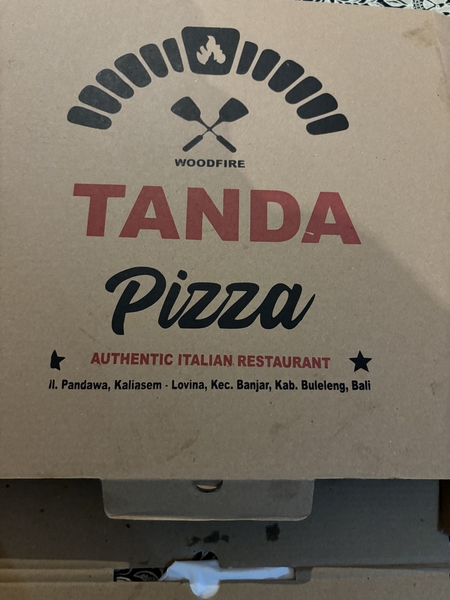 WOODFIRE
TANDA
Pizza
AUTHENTIC ITALIAN RESTAURANT
Jl. Pandawa, Kaliasem - Lovina, Kec. Banjar, Kab. Buleleng, Bali